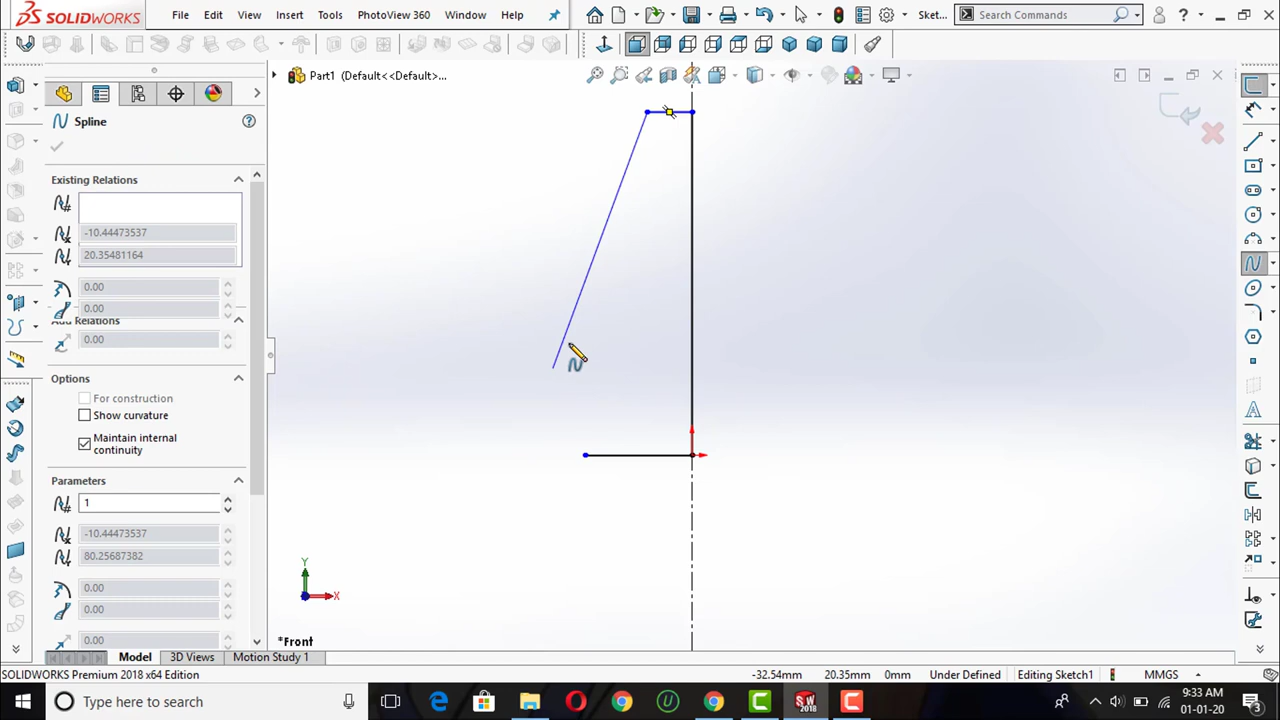 SOLIDWORKS File Edit View Insert Tools PhotoView 360 Window Help Sket... Search Commands ?
Part1 (Default<<Default>...
Spline
Existing Relations
-10.44473537
20.35481164
0.00
0.00
Add Relations
0.00
Options
For construction
Show curvature
Maintain internal
continuity
Parameters
1
-10.44473537
80.25687382
0.00
0.00
0.00
Y
X
*Front
Model 3D Views Motion Study 1
SOLIDWORKS Premium 2018 x64 Edition -32.54mm 20.35mm 0mm Under Defined Editing Sketch1 MMGS
Type here to search
SW
2018
9:33 AM
01-01-20
3